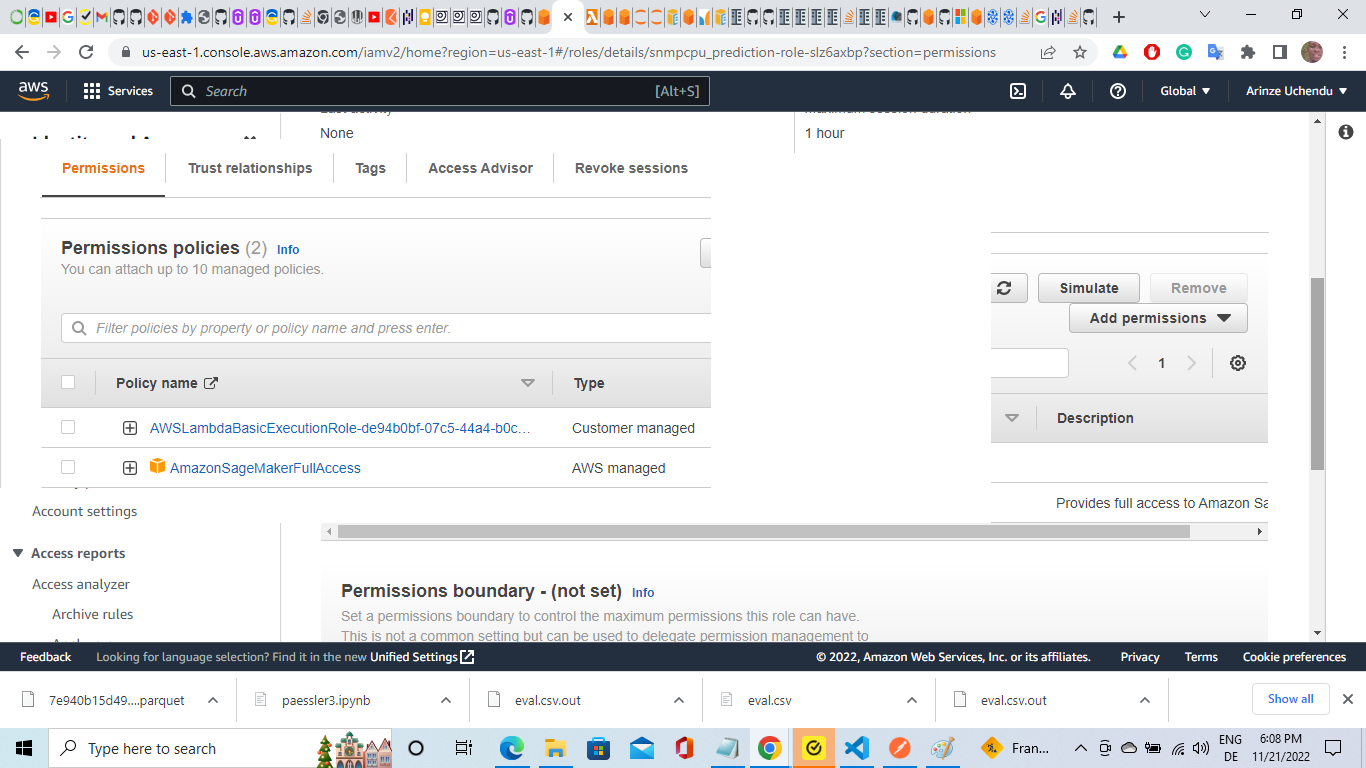 us-east-1.console.aws.amazon.com/iamv2/home?region=us-east-1#/roles/details/snmpcpu_prediction-role-slz6axbp?section=permissions
aws
Services
Search
[Alt+S]
Global
Arinze Uchendu
None
1 hour
Permissions
Trust relationships
Tags
Access Advisor
Revoke sessions
Permissions policies (2)
Info
You can attach up to 10 managed policies.
Simulate
Remove
Add permissions
Filter policies by property or policy name and press enter.
1
Policy name
Type
Description
AWSLambdaBasicExecutionRole-de94b0bf-07c5-44a4-b0c…
Customer managed
AmazonSageMakerFullAccess
AWS managed
Provides full access to Amazon Sa
Account settings
Access reports
Access analyzer
Archive rules
Permissions boundary - (not set)
Info
Set a permissions boundary to control the maximum permissions this role can have.
This is not a common setting but can be used to delegate permission management to
Feedback
Looking for language selection? Find it in the new Unified Settings
© 2022, Amazon Web Services, Inc. or its affiliates.
Privacy
Terms
Cookie preferences
7e940b15d49....parquet
paessler3.ipynb
eval.csv.out
eval.csv
eval.csv.out
Show all
Type here to search
Fran...
ENG
DE
6:08 PM
11/21/2022